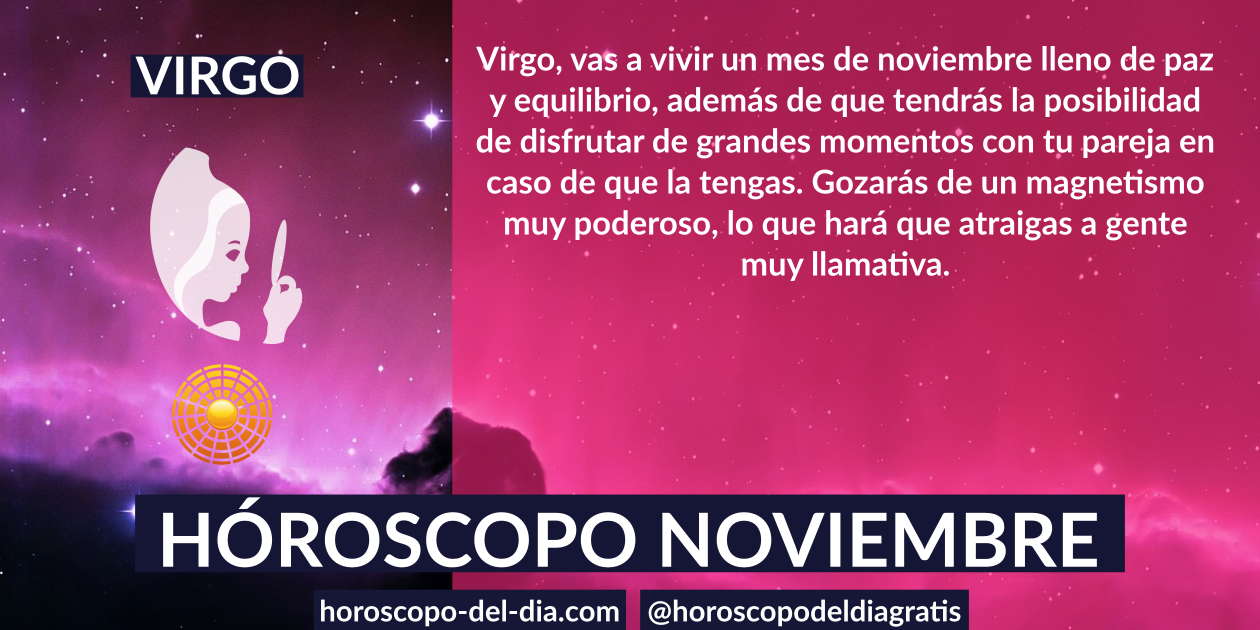 VIRGO
Virgo, vas a vivir un mes de noviembre lleno de paz
y equilibrio, además de que tendrás la posibilidad
de disfrutar de grandes momentos con tu pareja en
caso de que la tengas. Gozarás de un magnetismo
muy poderoso, lo que hará que atraigas a gente
muy llamativa.
HÓROSCOPO NOVIEMBRE
horoscopo-del-dia.com
@horoscopodeldiagratis